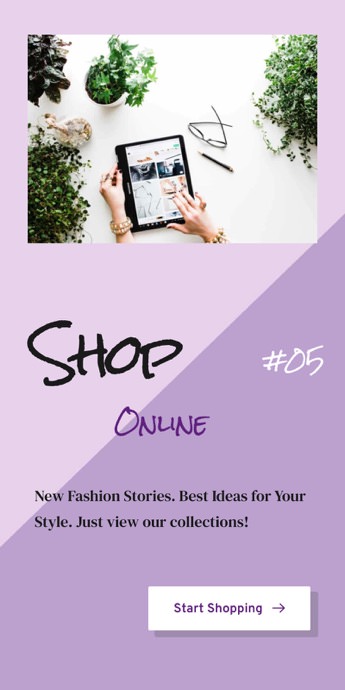 Shop
#05
Online
New Fashion Stories. Best Ideas for Your
Style. Just view our collections!
Start Shopping →